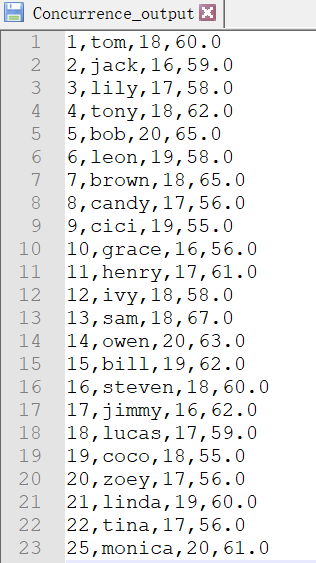 Concurrence_output
1 1,tom,18,60.0
2 2,jack,16,59.0
3 3,lily,17,58.0
4 4,tony,18,62.0
5 5,bob,20,65.0
6 6,leon,19,58.0
7 7,brown,18,65.0
8 8,candy,17,56.0
9 9,cici,19,55.0
10 10,grace,16,56.0
11 11,henry,17,61.0
12 12,ivy,18,58.0
13 13,sam,18,67.0
14 14,owen,20,63.0
15 15,bill,19,62.0
16 16,steven,18,60.0
17 17,jimmy,16,62.0
18 18,lucas,17,59.0
19 19,coco,18,55.0
20 20,zoey,17,56.0
21 21,linda,19,60.0
22 22,tina,17,56.0
23 25,monica,20,61.0